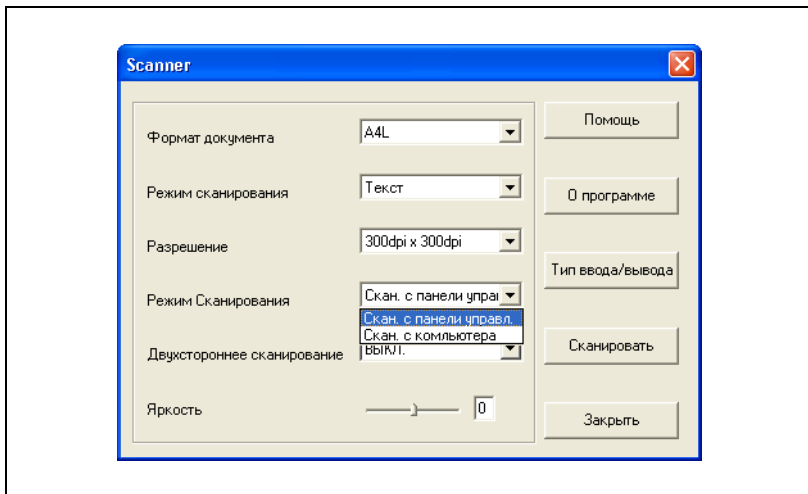 Scanner
Формат документа
A4L
Помощь
Режим сканирования
Текст
О программе
Разрешение
300dpi x 300dpi
Тип ввода/вывода
Режим Сканирования
Скан. с панели управ
Скан. с панели управл.
Скан. с компьютера
Двухстороннее сканирование
ВЫКЛ.
Сканировать
Яркость
0
Закрыть